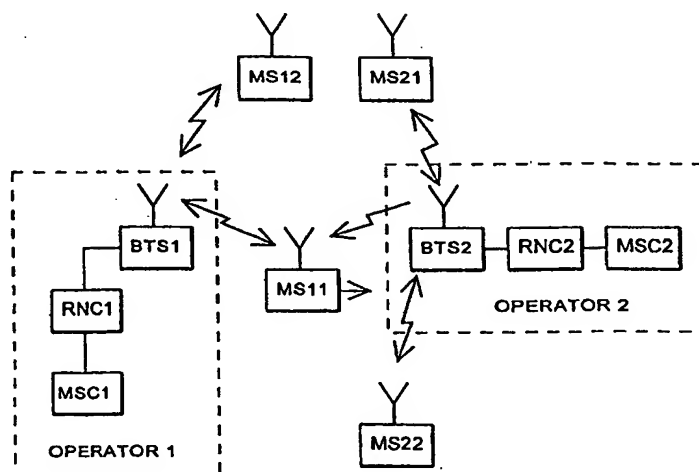 MS12
MS21
BTS1
BTS2
RNC2
MSC2
MS11
RNC1
OPERATOR 2
MSC1
MS22
OPERATOR 1